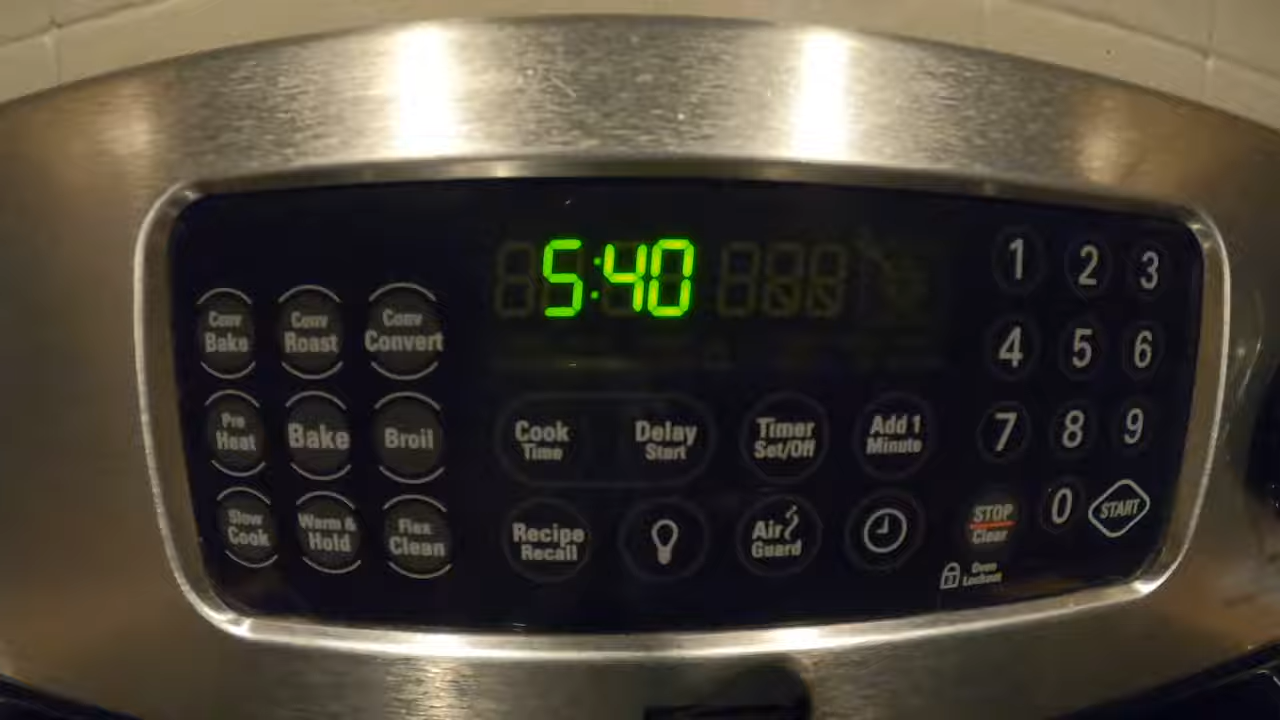 5:40
1 2 3
Conv
Bake
Conv
Roast
Conv
Convert
4 5 6
Pre
Heat
Bake
Broil
Cook
Time
Delay
Start
Timer
Set/Off
Add 1
Minute
7 8 9
Slow
Cook
Warm &
Hold
Flex
Clean
Recipe
Recall
Air
Guard
STOP
Clear
0
START
Oven
Lockout